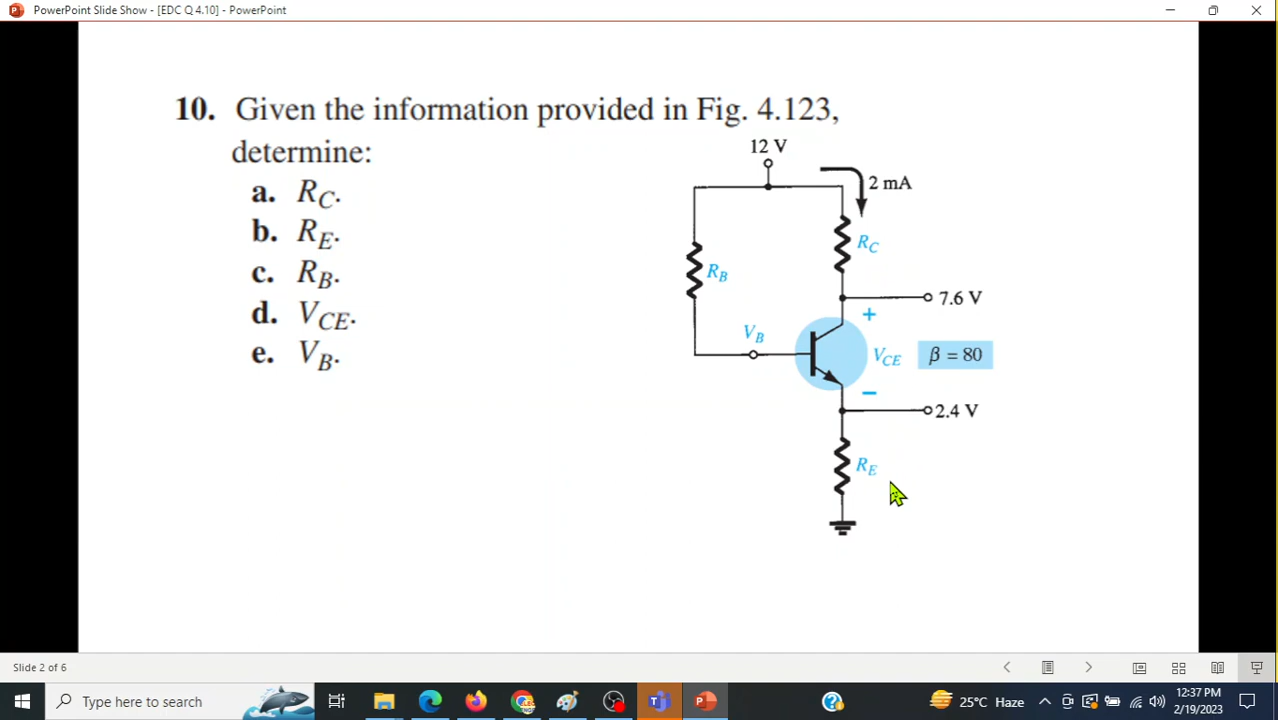 PowerPoint Slide Show - [EDC Q 4.10] - PowerPoint
10. Given the information provided in Fig. 4.123,
determine:
a. RC.
b. RE.
c. RB.
d. VCE.
e. VB.
12 V
2 mA
RC
RB
7.6 V
+
VB
VCE
β = 80
−
2.4 V
RE
Slide 2 of 6
Type here to search
25°C Haze
12:37 PM
2/19/2023